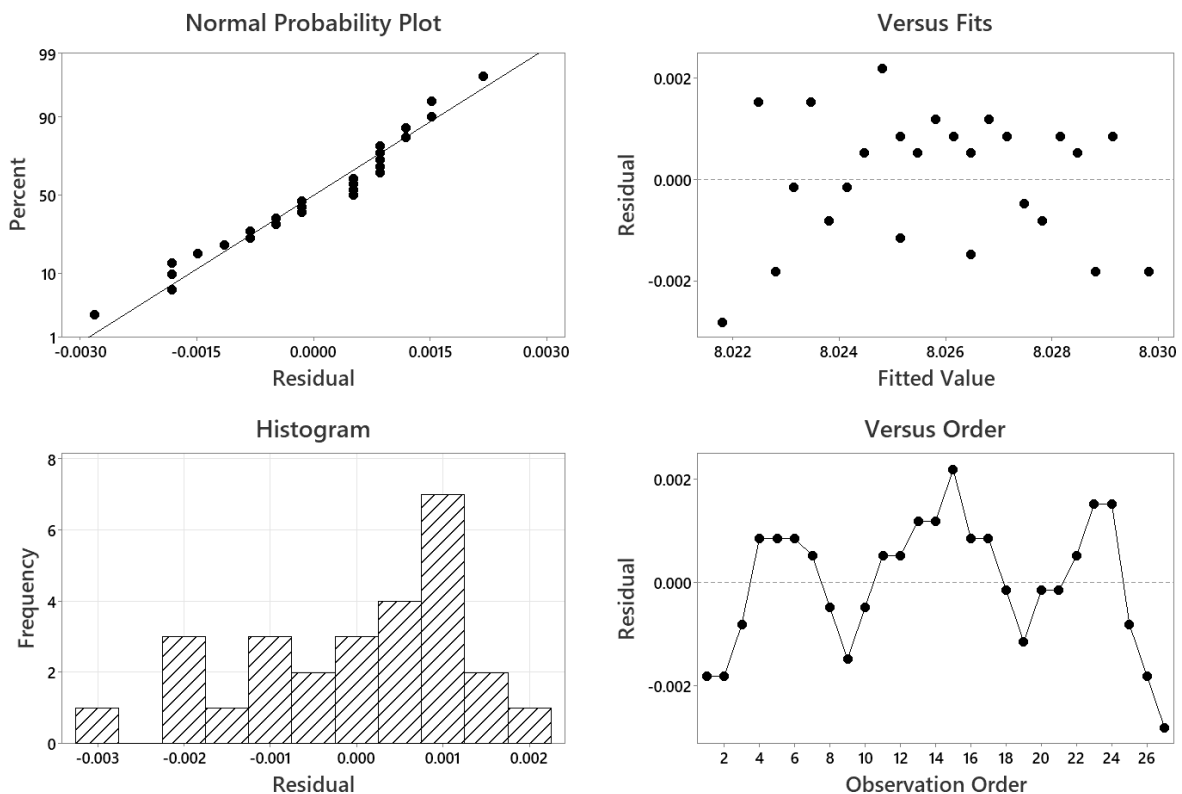 Normal Probability Plot
99
90
50
10
1
Percent
-0.0030 -0.0015 0.0000 0.0015 0.0030
Residual
Versus Fits
0.002
0.000
-0.002
Residual
8.022 8.024 8.026 8.028 8.030
Fitted Value
Histogram
8
6
4
2
0
Frequency
-0.003 -0.002 -0.001 0.000 0.001 0.002
Residual
Versus Order
0.002
0.000
-0.002
Residual
2 4 6 8 10 12 14 16 18 20 22 24 26
Observation Order